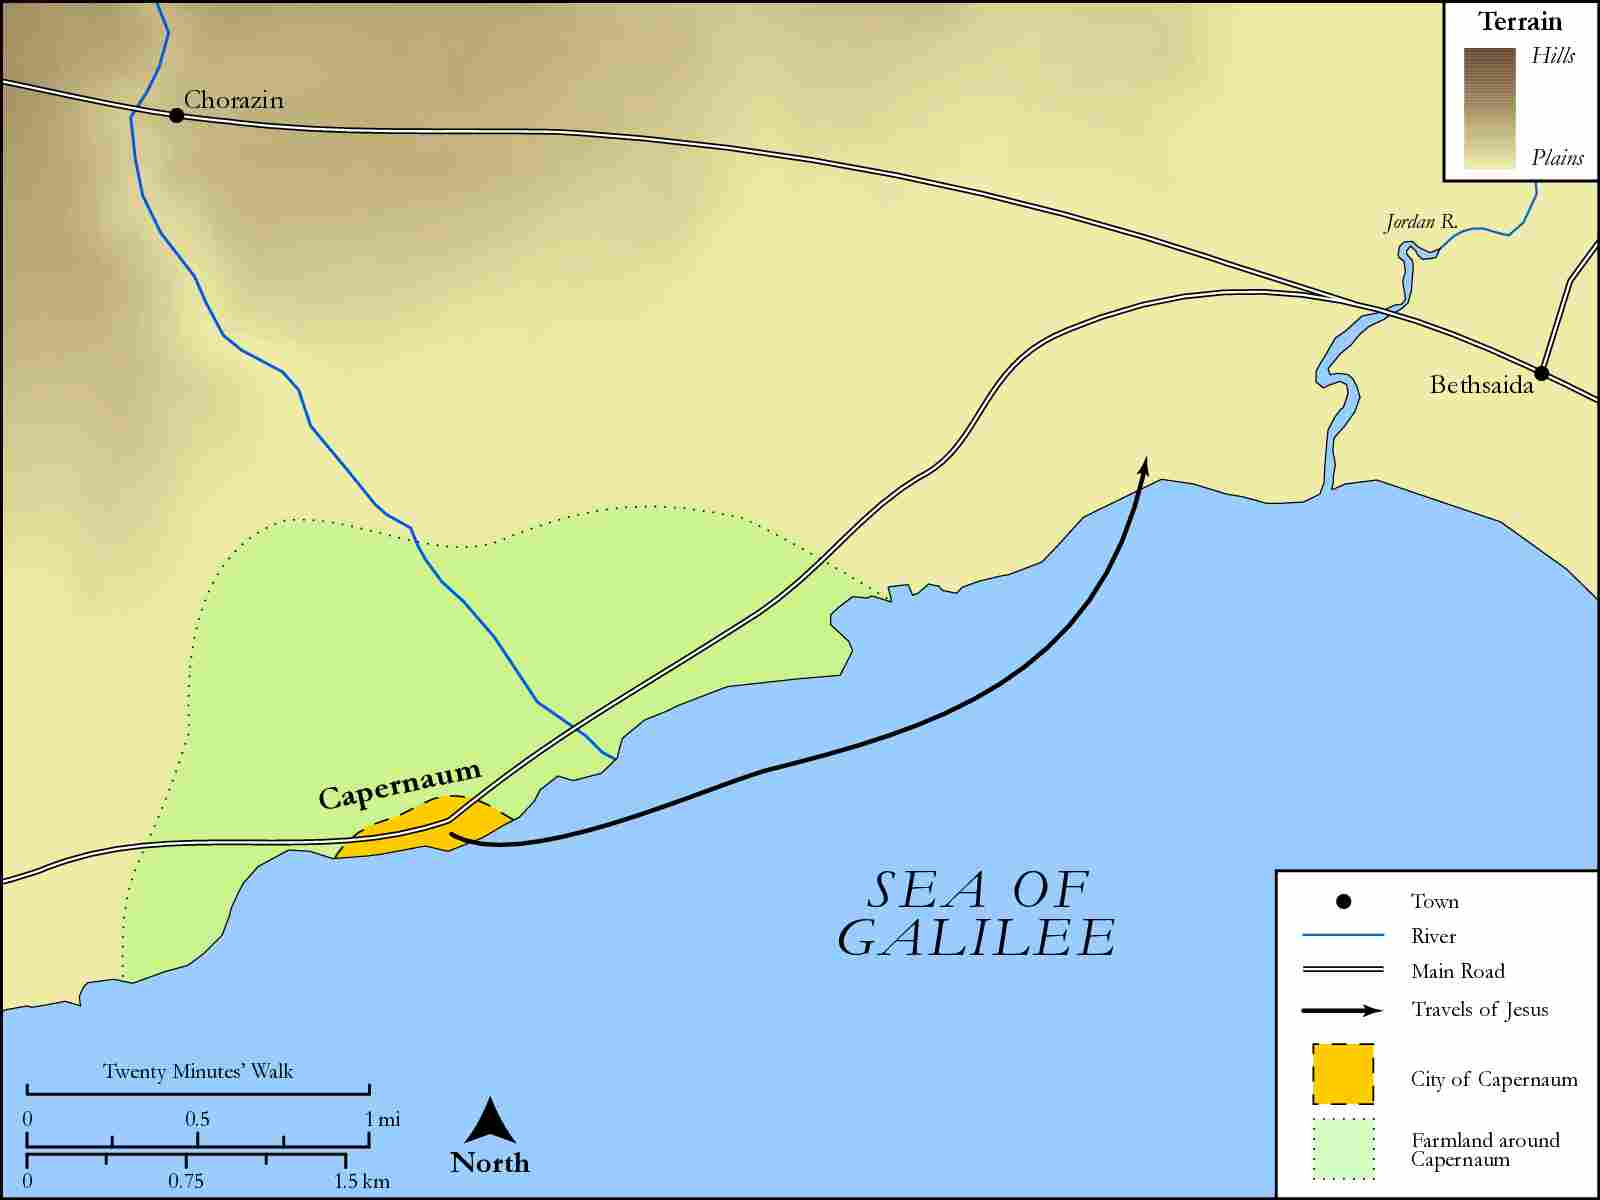 Terrain
Hills
Plains
Chorazin
Jordan R.
Bethsaida
Capernaum
SEA OF
GALILEE
Town
River
Main Road
Travels of Jesus
City of Capernaum
Farmland around
Capernaum
Twenty Minutes' Walk
0 0.5 1 mi
0 0.75 1.5 km
North